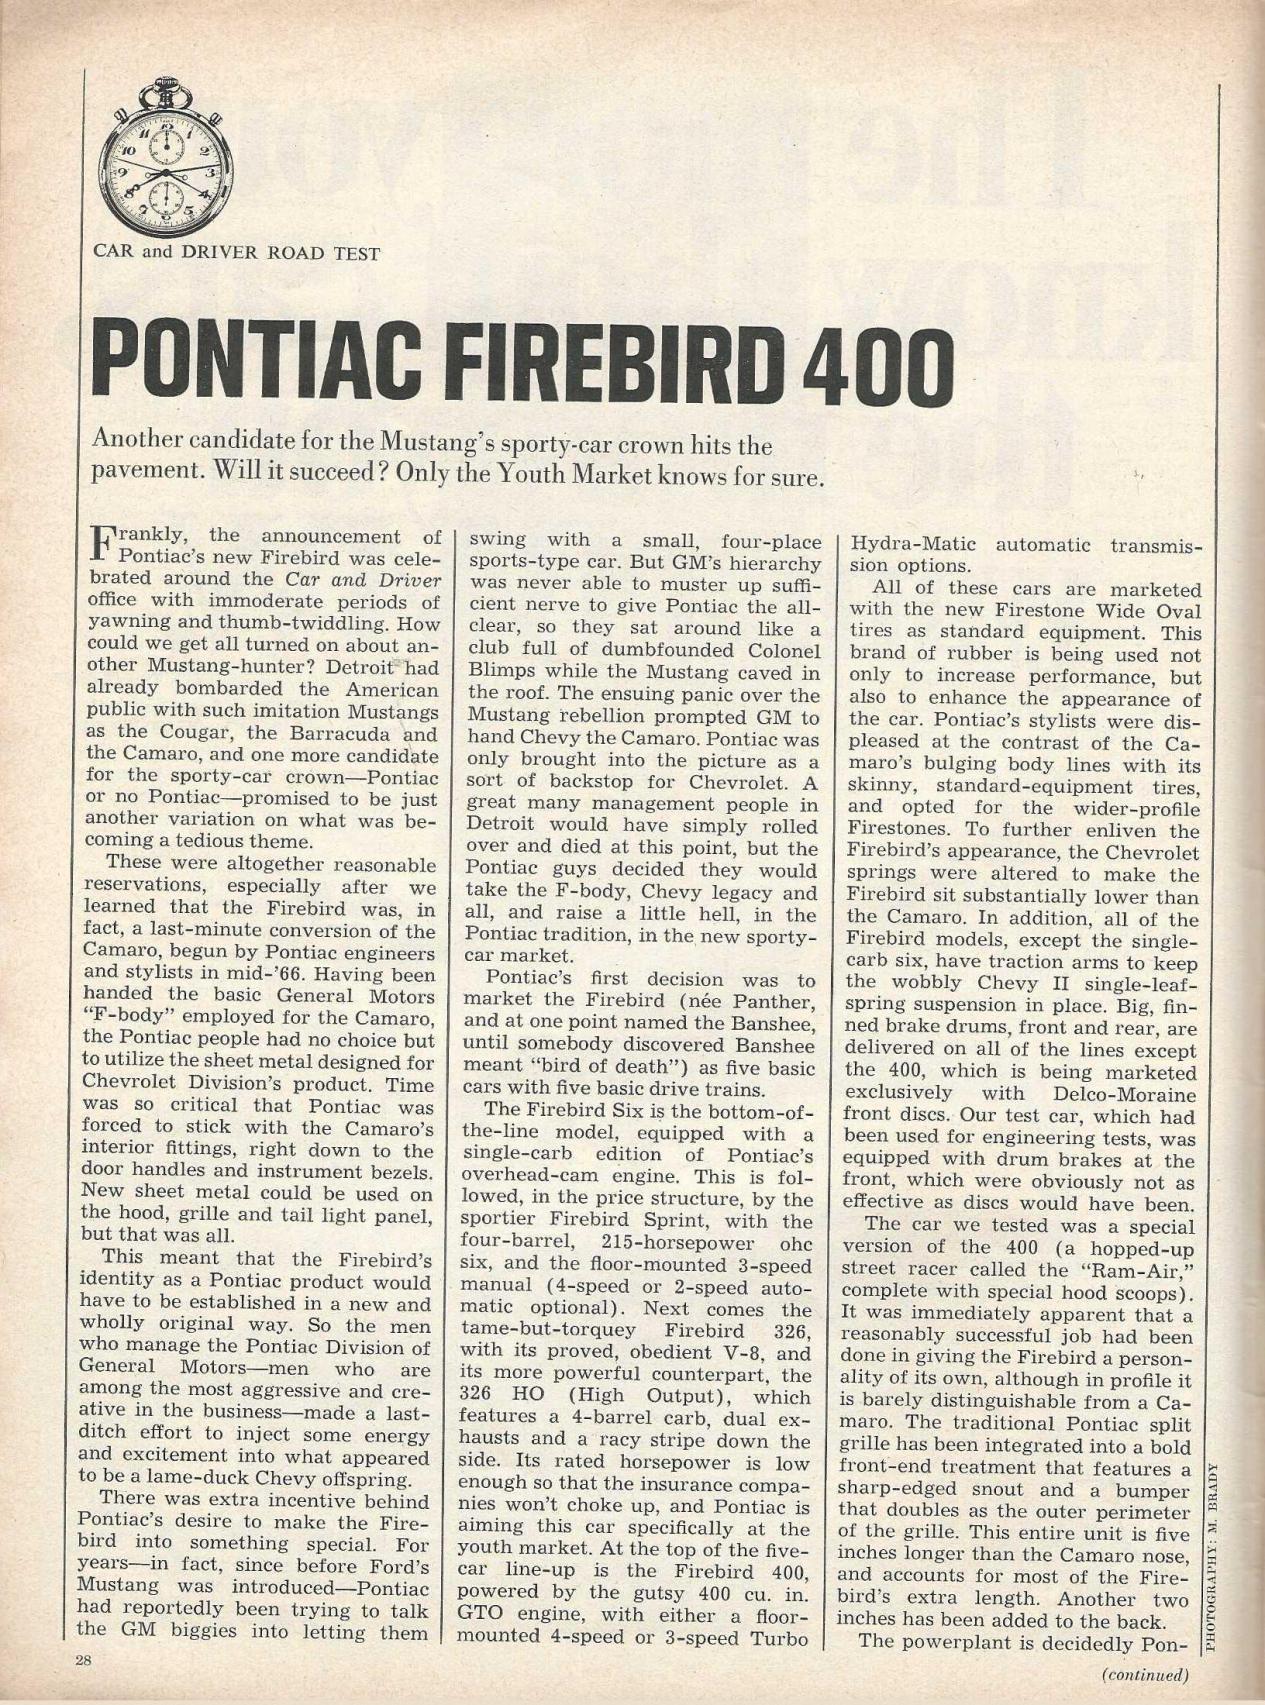 CAR and DRIVER ROAD TEST
PONTIAC FIREBIRD 400
Another candidate for the Mustang's sporty-car crown hits the
pavement. Will it succeed? Only the Youth Market knows for sure.
Frankly, the announcement of
Pontiac's new Firebird was cele-
brated around the Car and Driver
office with immoderate periods of
yawning and thumb-twiddling. How
could we get all turned on about an-
other Mustang-hunter? Detroit had
already bombarded the American
public with such imitation Mustangs
as the Cougar, the Barracuda and
the Camaro, and one more candidate
for the sporty-car crown—Pontiac
or no Pontiac—promised to be just
another variation on what was be-
coming a tedious theme.
These were altogether reasonable
reservations, especially after we
learned that the Firebird was, in
fact, a last-minute conversion of the
Camaro, begun by Pontiac engineers
and stylists in mid-'66. Having been
handed the basic General Motors
“F-body” employed for the Camaro,
the Pontiac people had no choice but
to utilize the sheet metal designed for
Chevrolet Division's product. Time
was so critical that Pontiac was
forced to stick with the Camaro's
interior fittings, right down to the
door handles and instrument bezels.
New sheet metal could be used on
the hood, grille and tail light panel,
but that was all.
This meant that the Firebird's
identity as a Pontiac product would
have to be established in a new and
wholly original way. So the men
who manage the Pontiac Division of
General Motors—men who are
among the most aggressive and cre-
ative in the business—made a last-
ditch effort to inject some energy
and excitement into what appeared
to be a lame-duck Chevy offspring.
There was extra incentive behind
Pontiac's desire to make the Fire-
bird into something special. For
years—in fact, since before Ford's
Mustang was introduced—Pontiac
had reportedly been trying to talk
the GM biggies into letting them
swing with a small, four-place
sports-type car. But GM's hierarchy
was never able to muster up suffi-
cient nerve to give Pontiac the all-
clear, so they sat around like a
club full of dumbfounded Colonel
Blimps while the Mustang caved in
the roof. The ensuing panic over the
Mustang rebellion prompted GM to
hand Chevy the Camaro. Pontiac was
only brought into the picture as a
sort of backstop for Chevrolet. A
great many management people in
Detroit would have simply rolled
over and died at this point, but the
Pontiac guys decided they would
take the F-body, Chevy legacy and
all, and raise a little hell, in the
Pontiac tradition, in the new sporty-
car market.
Pontiac's first decision was to
market the Firebird (née Panther,
and at one point named the Banshee,
until somebody discovered Banshee
meant “bird of death”) as five basic
cars with five basic drive trains.
The Firebird Six is the bottom-of-
the-line model, equipped with a
single-carb edition of Pontiac's
overhead-cam engine. This is fol-
lowed, in the price structure, by the
sportier Firebird Sprint, with the
four-barrel, 215-horsepower ohc
six, and the floor-mounted 3-speed
manual (4-speed or 2-speed auto-
matic optional). Next comes the
tame-but-torquey Firebird 326,
with its proved, obedient V-8, and
its more powerful counterpart, the
326 HO (High Output), which
features a 4-barrel carb, dual ex-
hausts and a racy stripe down the
side. Its rated horsepower is low
enough so that the insurance compa-
nies won't choke up, and Pontiac is
aiming this car specifically at the
youth market. At the top of the five-
car line-up is the Firebird 400,
powered by the gutsy 400 cu. in.
GTO engine, with either a floor-
mounted 4-speed or 3-speed Turbo
Hydra-Matic automatic transmis-
sion options.
All of these cars are marketed
with the new Firestone Wide Oval
tires as standard equipment. This
brand of rubber is being used not
only to increase performance, but
also to enhance the appearance of
the car. Pontiac's stylists were dis-
pleased at the contrast of the Ca-
maro's bulging body lines with its
skinny, standard-equipment tires,
and opted for the wider-profile
Firestones. To further enliven the
Firebird's appearance, the Chevrolet
springs were altered to make the
Firebird sit substantially lower than
the Camaro. In addition, all of the
Firebird models, except the single-
carb six, have traction arms to keep
the wobbly Chevy II single-leaf-
spring suspension in place. Big, fin-
ned brake drums, front and rear, are
delivered on all of the lines except
the 400, which is being marketed
exclusively with Delco-Moraine
front discs. Our test car, which had
been used for engineering tests, was
equipped with drum brakes at the
front, which were obviously not as
effective as discs would have been.
The car we tested was a special
version of the 400 (a hopped-up
street racer called the “Ram-Air,”
complete with special hood scoops).
It was immediately apparent that a
reasonably successful job had been
done in giving the Firebird a person-
ality of its own, although in profile it
is barely distinguishable from a Ca-
maro. The traditional Pontiac split
grille has been integrated into a bold
front-end treatment that features a
sharp-edged snout and a bumper
that doubles as the outer perimeter
of the grille. This entire unit is five
inches longer than the Camaro nose,
and accounts for most of the Fire-
bird's extra length. Another two
inches has been added to the back.
The powerplant is decidedly Pon-
(continued)
PHOTOGRAPHY: M. BRADY
28